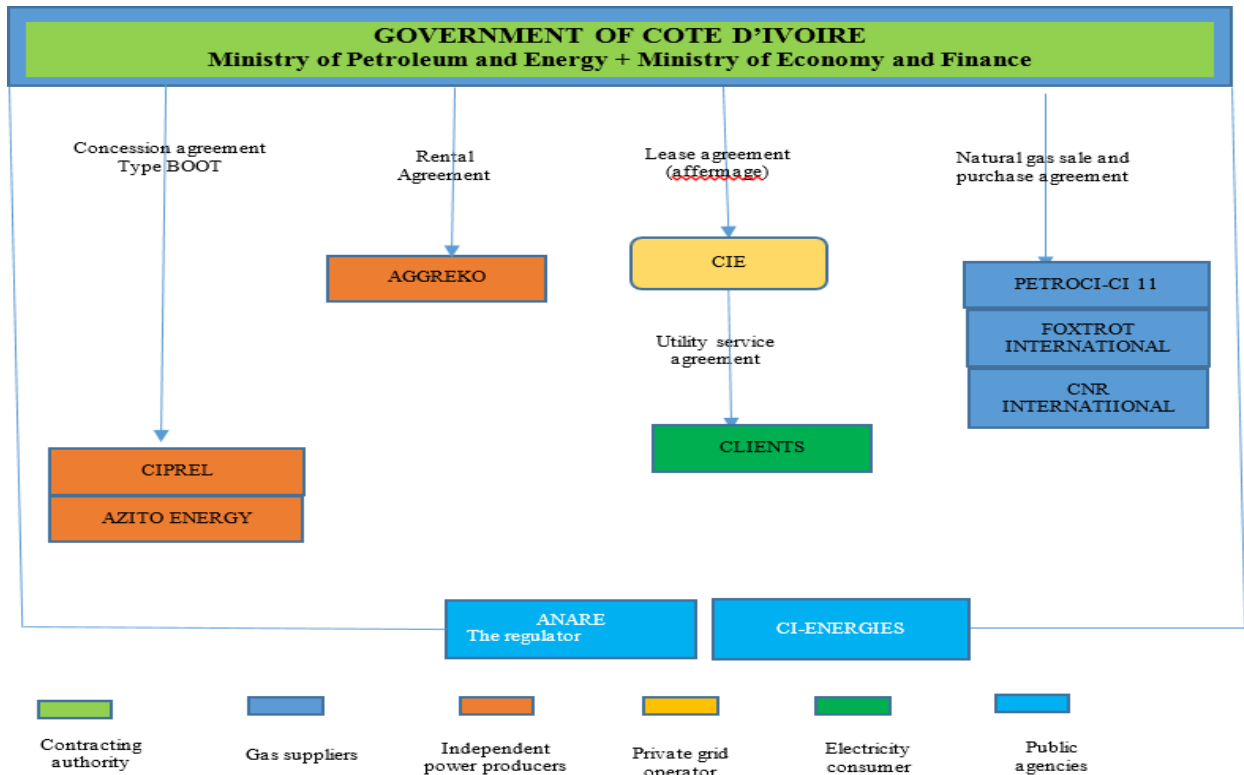 GOVERNMENT OF COTE D'IVOIRE
Ministry of Petroleum and Energy + Ministry of Economy and Finance
Concession agreement
Type BOOT
Rental
Agreement
Lease agreement
(affermage)
Natural gas sale and
purchase agreement
CIE
AGGREKO
PETROCI-CI 11
FOXTROT
INTERNATIONAL
CNR
INTERNATIIONAL
Utility service
agreement
CLIENTS
CIPREL
AZITO ENERGY
ANARE
The regulator
CI-ENERGIES
Contracting
authority
Gas suppliers
Independent
power producers
Private grid
operator
Electricity
consumer
Public
agencies